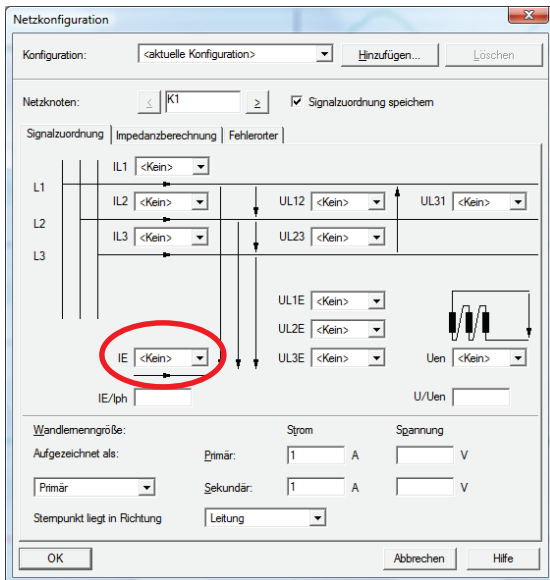 Netzkonfiguration
Konfiguration: <aktuelle Konfiguration> Hinzufügen... Löschen
Netzknoten: < K1 > Signalzuordnung speichern
Signalzuordnung Impedanzberechnung Fehlerorter
IL1 <Kein>
L1
IL2 <Kein> UL12 <Kein> UL31 <Kein>
L2
IL3 <Kein> UL23 <Kein>
L3
UL1E <Kein>
UL2E <Kein>
IE <Kein> UL3E <Kein> Uen <Kein>
IE/Iph U/Uen
Wandlernenngröße: Strom Spannung
Aufgezeichnet als: Primär: 1 A V
Primär Sekundär: 1 A V
Sternpunkt liegt in Richtung Leitung
OK Abbrechen Hilfe